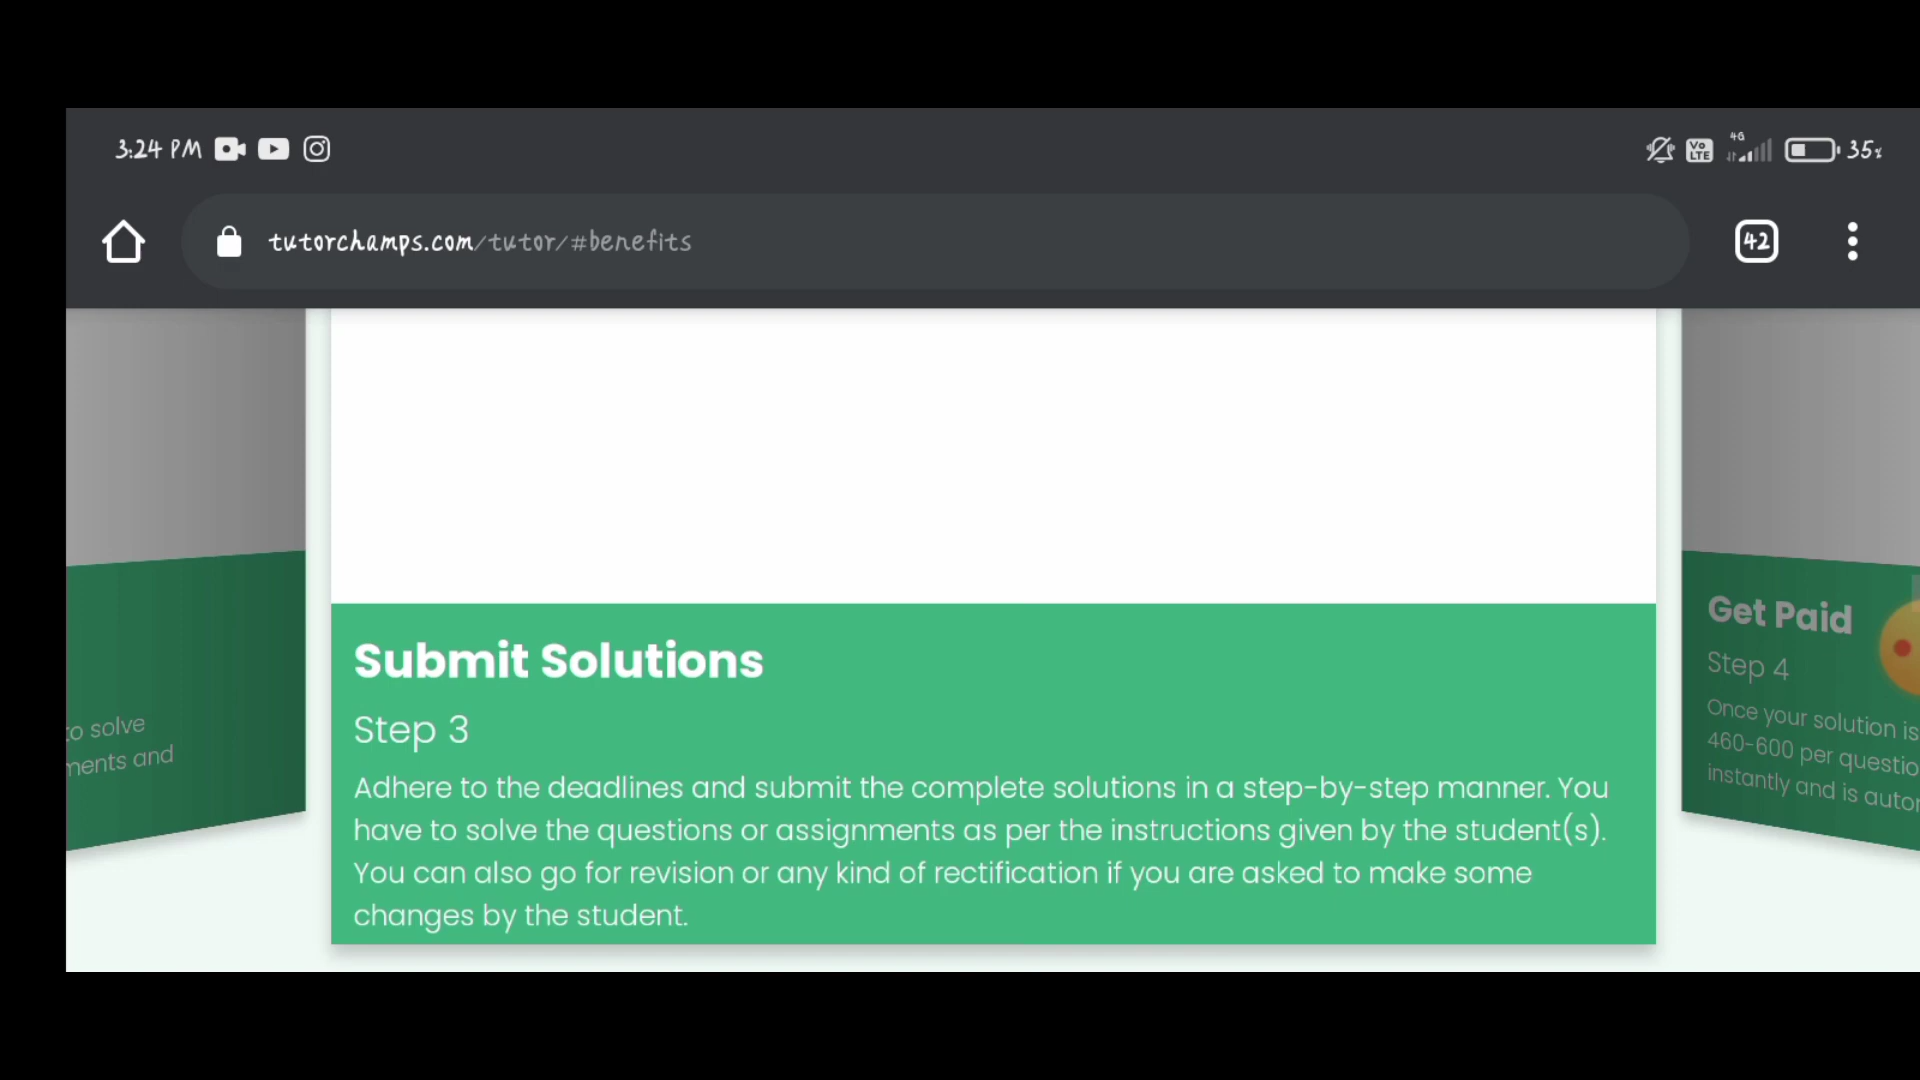 3:24 PM
4G
Vo LTE
35%
tutorchamps.com/tutor/#benefits
42
to solve
and
Submit Solutions
Step 3
Adhere to the deadlines and submit the complete solutions in a step-by-step manner. You
have to solve the questions or assignments as per the instructions given by the student(s).
You can also go for revision or any kind of rectification if you are asked to make some
changes by the student.
Get Paid
Step 4
Once your solution is
460-600 per
instantly and is